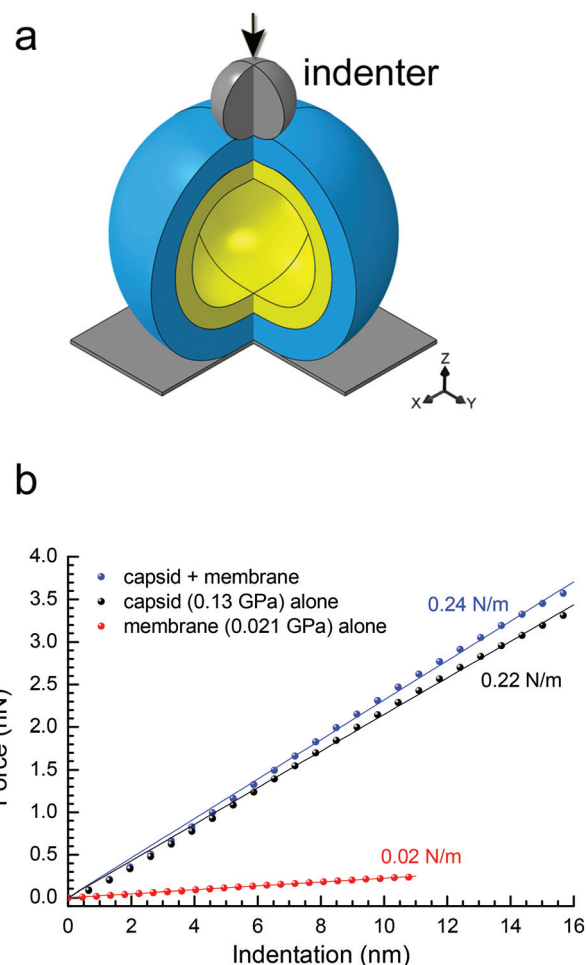 a
indenter
Z
X
Y
b
4.0
3.5
3.0
2.5
2.0
1.5
1.0
0.5
0.0
capsid + membrane
capsid (0.13 GPa) alone
membrane (0.021 GPa) alone
0.24 N/m
0.22 N/m
0.02 N/m
0 2 4 6 8 10 12 14 16
Indentation (nm)